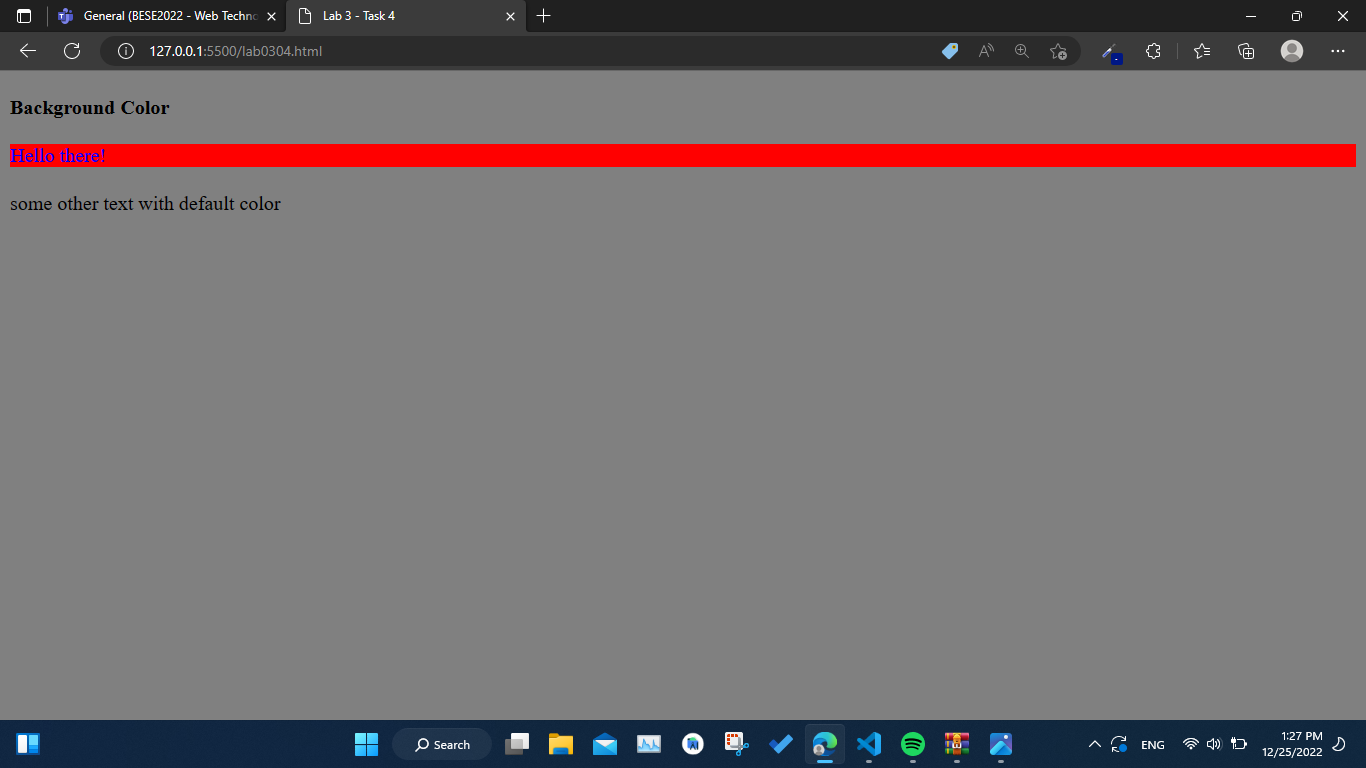 General (BESE2022 - Web Techno
Lab 3 - Task 4
127.0.0.1:5500/lab0304.html
Background Color
Hello there!
some other text with default color
Search
ENG
1:27 PM
12/25/2022